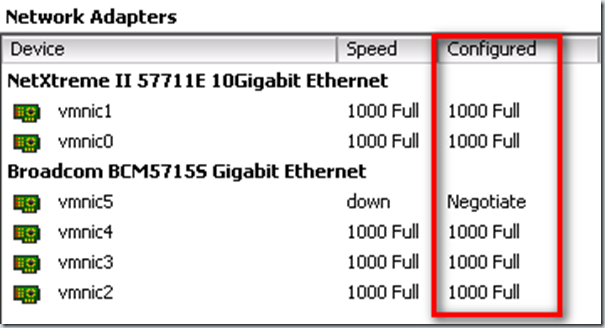 Network Adapters
Device Speed Configured
NetXtreme II 57711E 10Gigabit Ethernet
vmnic1 1000 Full 1000 Full
vmnic0 1000 Full 1000 Full
Broadcom BCM5715S Gigabit Ethernet
vmnic5 down Negotiate
vmnic4 1000 Full 1000 Full
vmnic3 1000 Full 1000 Full
vmnic2 1000 Full 1000 Full